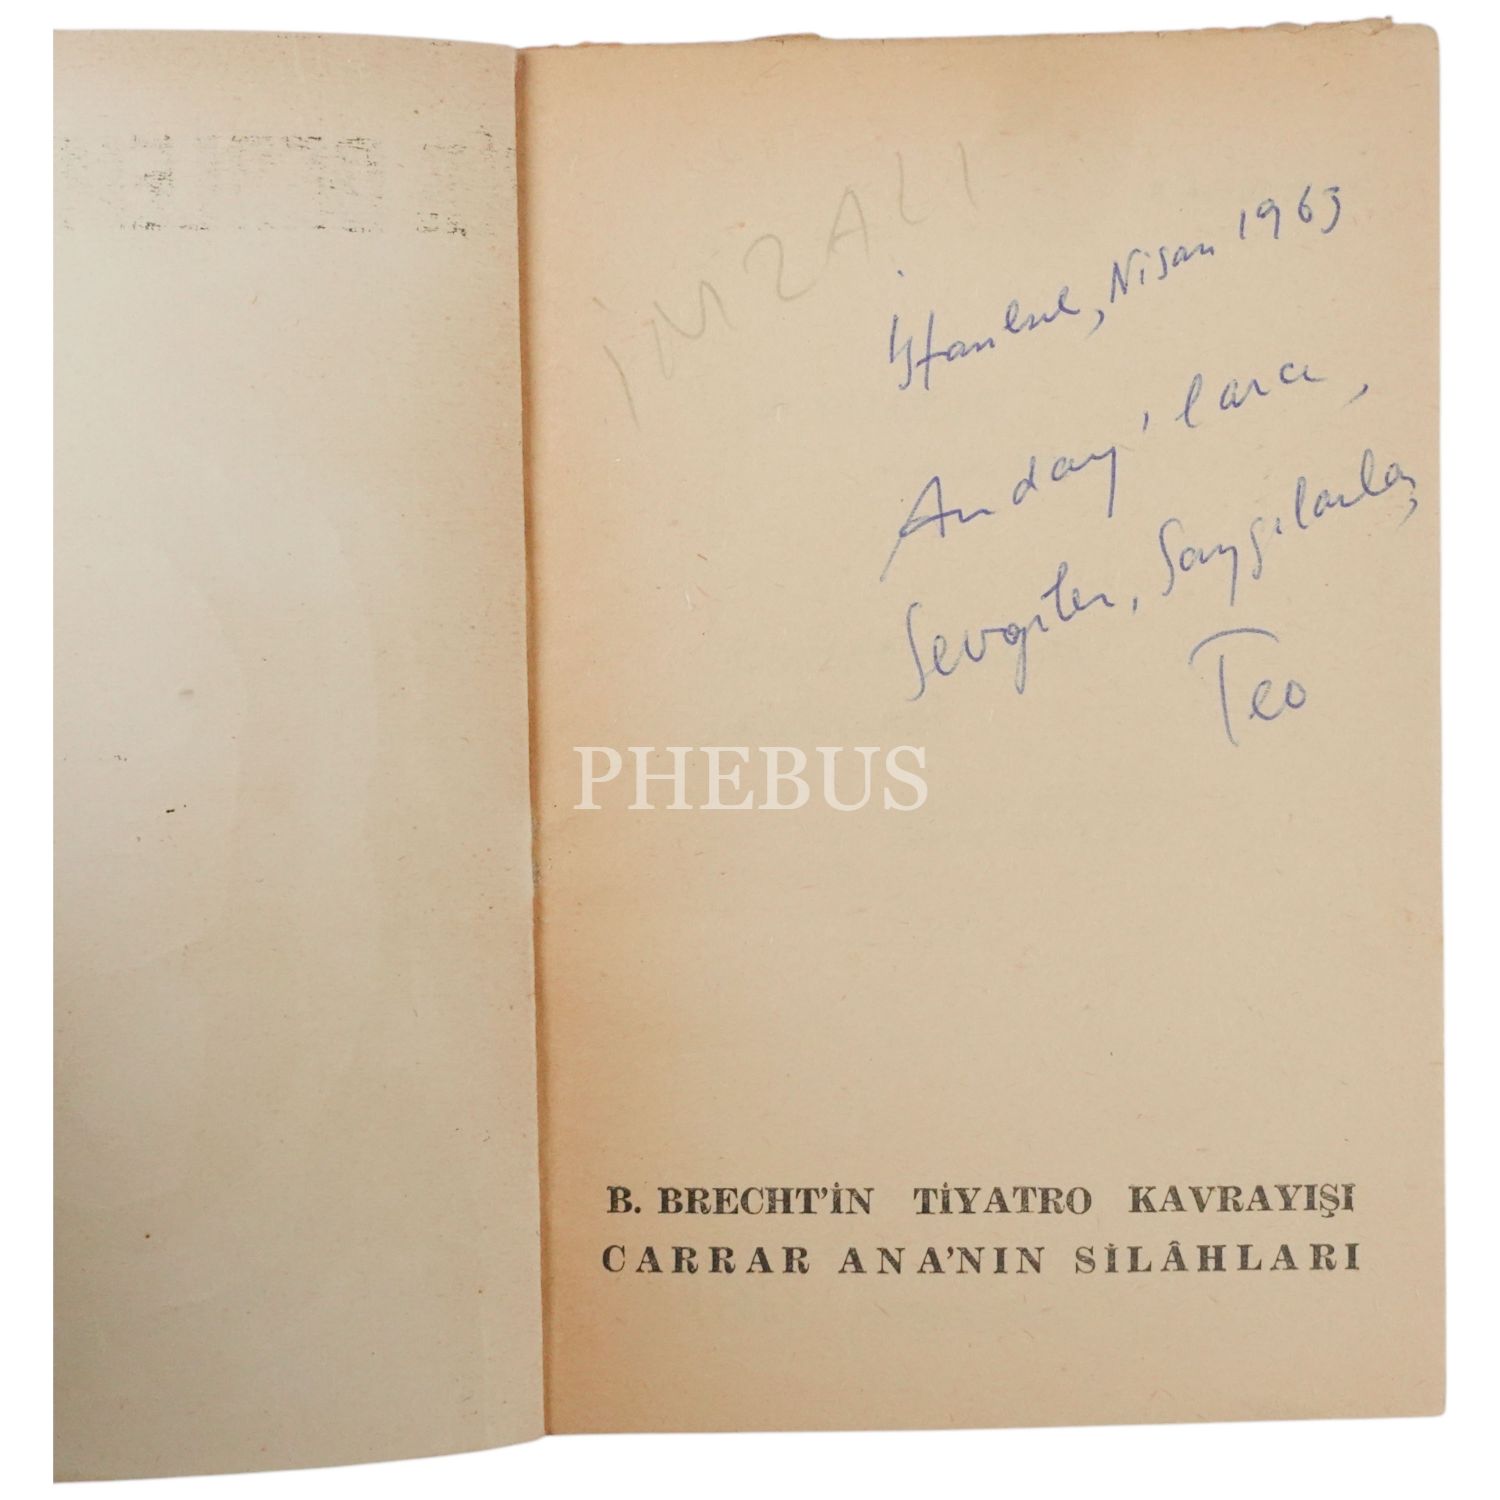 İMZALI
İstanbul, Nisan 1963
Anday'lara,
Sevgiler, Saygılarla,
Teo
PHEBUS
B. BRECHT'İN TİYATRO KAVRAYIŞI
CARRAR ANA'NIN SİLÂHLARI